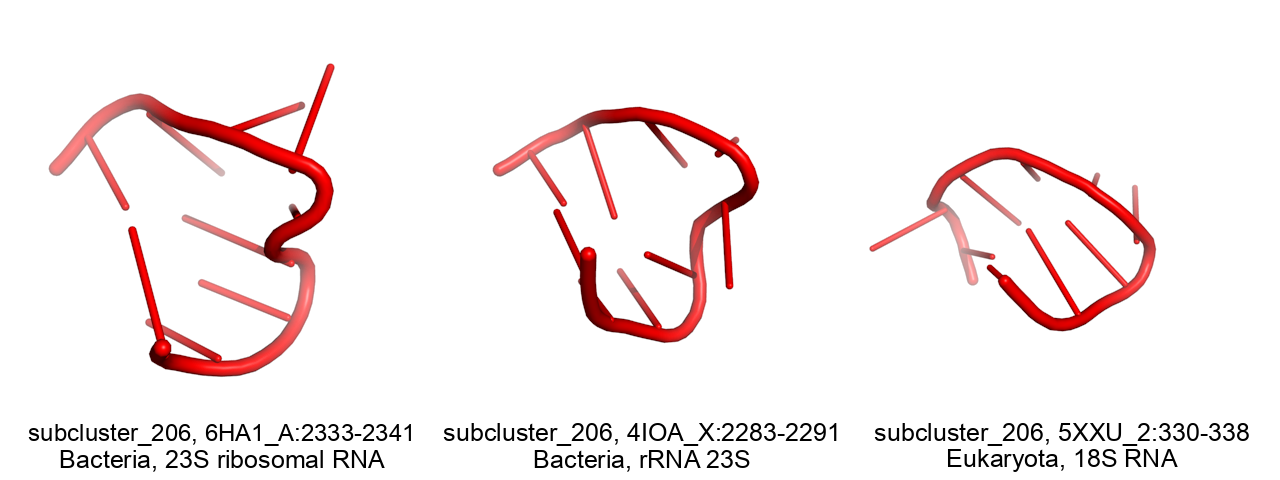 subcluster_206, 6HA1_A:2333-2341
Bacteria, 23S ribosomal RNA
subcluster_206, 4IOA_X:2283-2291
Bacteria, rRNA 23S
subcluster_206, 5XXU_2:330-338
Eukaryota, 18S RNA